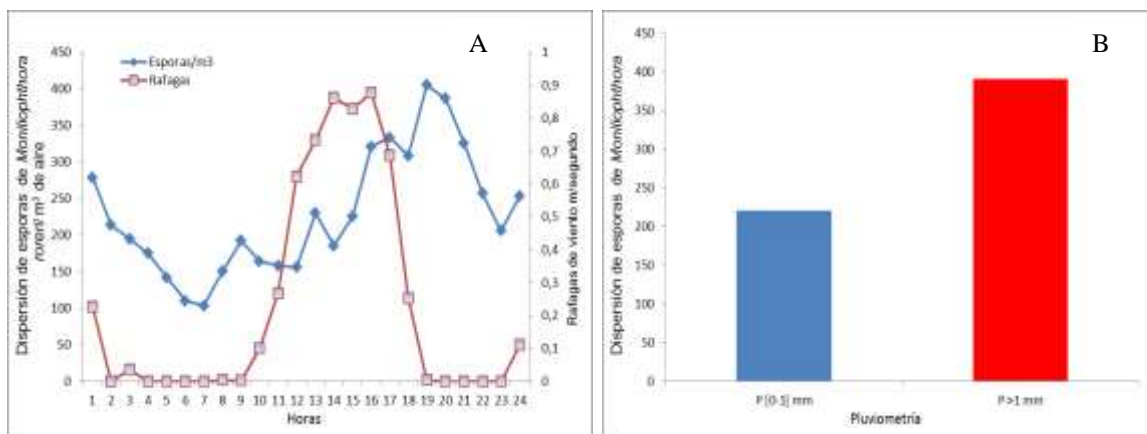 A
Esporas/m3
Rafagas
Dispersión de esporas de Moniliophthora
roreri/ m³ de aire
450
400
350
300
250
200
150
100
50
0
1
0,9
0,8
0,7
0,6
0,5
0,4
0,3
0,2
0,1
0
Rafagas de viento m/segundo
1 2 3 4 5 6 7 8 9 10 11 12 13 14 15 16 17 18 19 20 21 22 23 24
Horas
B
Dispersión de esporas de Moniliophthora
450
400
350
300
250
200
150
100
50
0
P [0-1] mm
P >1 mm
Pluviometría